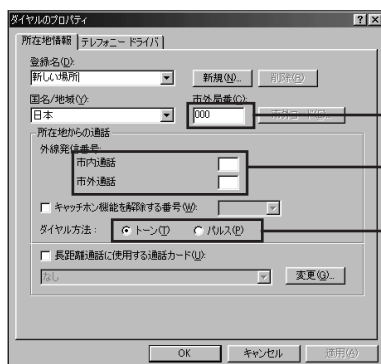 ダイヤルのプロパティ
所在地情報 テレフォニー ドライバ
登録名(D):
新しい場所 新規(N)... 削除(R)
国名/地域(Y): 市外局番(C):
日本 000
所在地からの通話
外線発信番号:
市内通話
市外通話
キャッチホン機能を解除する番号(W):
ダイヤル方法: トーン(T) パルス(P)
長距離通話に使用する通話カード(U):
なし 変更(G)...
OK キャンセル 適用(A)